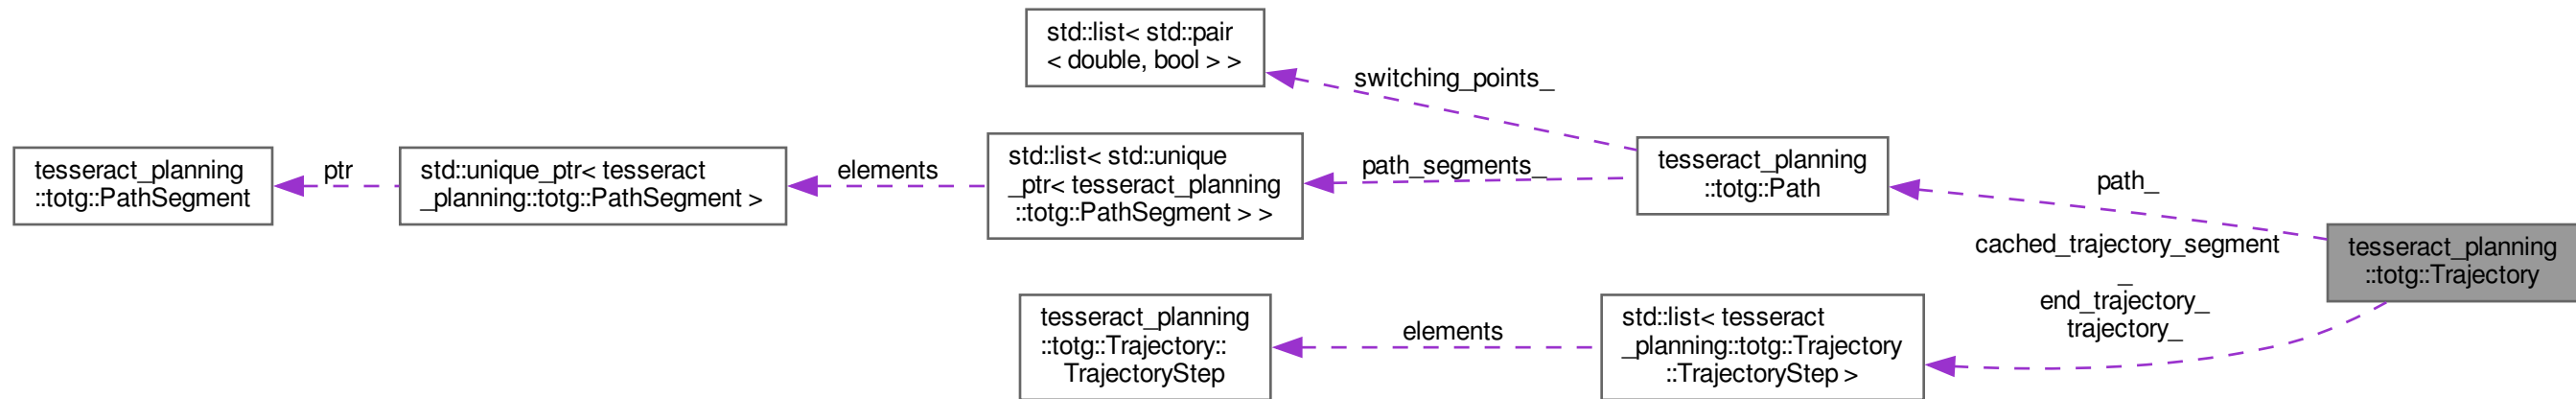 std::list< std::pair
< double, bool > >
switching_points_
tesseract_planning
::totg::PathSegment
ptr
std::unique_ptr< tesseract
_planning::totg::PathSegment >
elements
std::list< std::unique
_ptr< tesseract_planning
::totg::PathSegment > >
path_segments_
tesseract_planning
::totg::Path
path_
cached_trajectory_segment
_
end_trajectory_
trajectory_
tesseract_planning
::totg::Trajectory
tesseract_planning
::totg::Trajectory::
TrajectoryStep
elements
std::list< tesseract
_planning::totg::Trajectory
::TrajectoryStep >